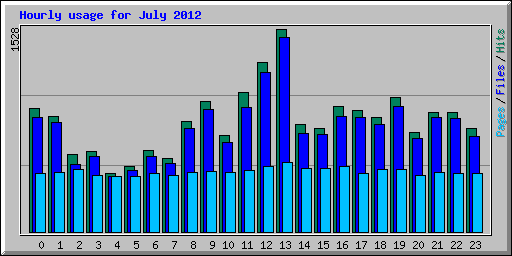 Hourly usage for July 2012
1528
Pages/Files/Hits
0 1 2 3 4 5 6 7 8 9 10 11 12 13 14 15 16 17 18 19 20 21 22 23